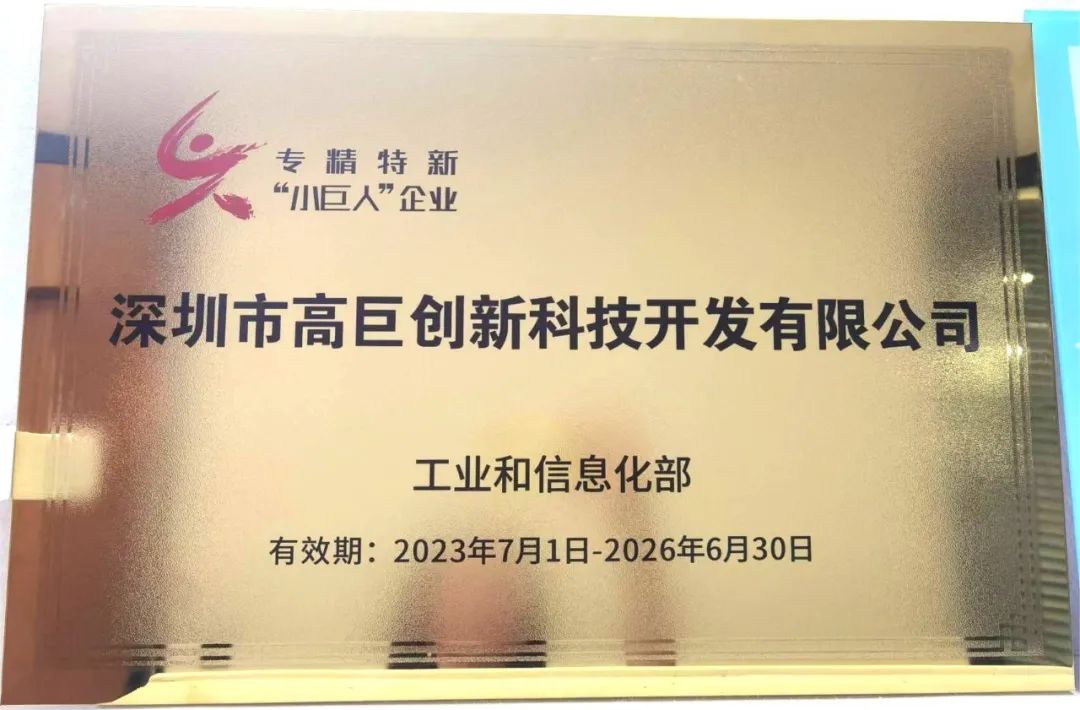 专精特新
“小巨人”企业
深圳市高巨创新科技开发有限公司
工业和信息化部
有效期：2023年7月1日-2026年6月30日